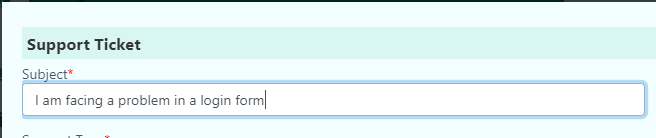 Support Ticket
Subject*
I am facing a problem in a login form